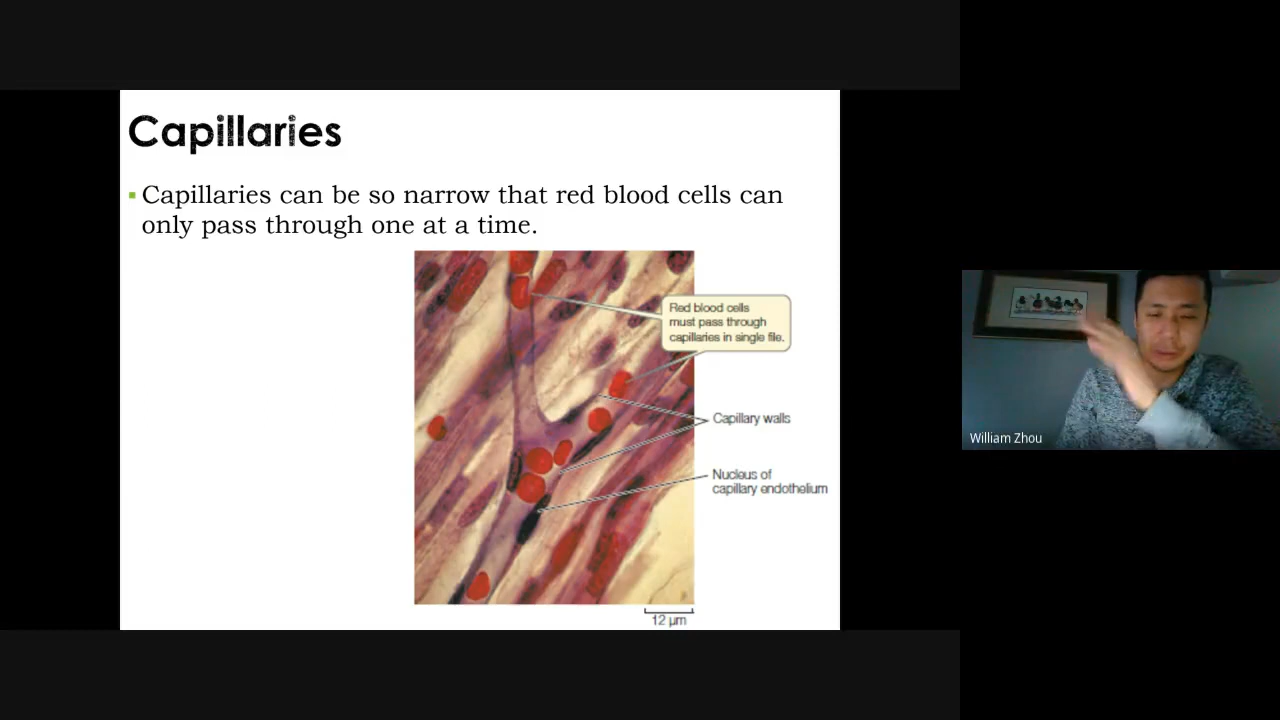 Capillaries
▪ Capillaries can be so narrow that red blood cells can
only pass through one at a time.
Red blood cells
must pass through
capillaries in single file.
Capillary walls
Nucleus of
capillary endothelium
12 μm
William Zhou